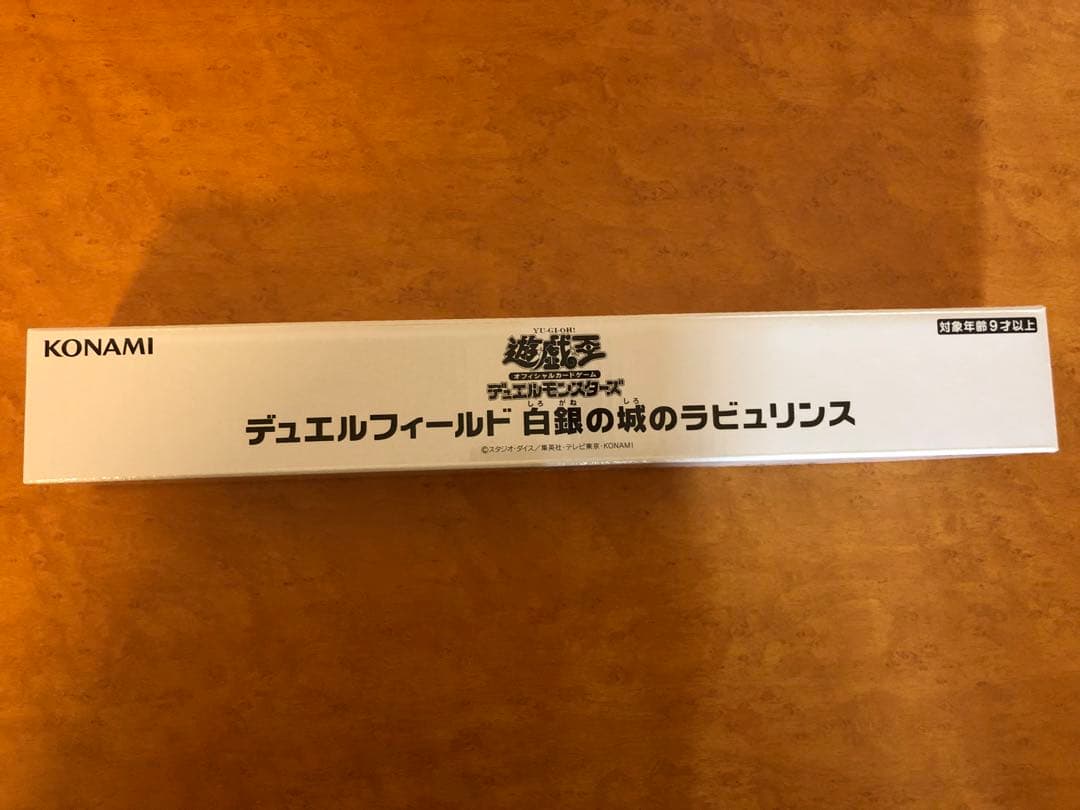 KONAMI
対象年齢9才以上
YU-GI-OH!
遊戯王
オフィシャルカードゲーム
デュエルモンスターズ
しろがね しろ
デュエルフィールド 白銀の城のラビュリンス
©スタジオ・ダイス／集英社・テレビ東京・KONAMI